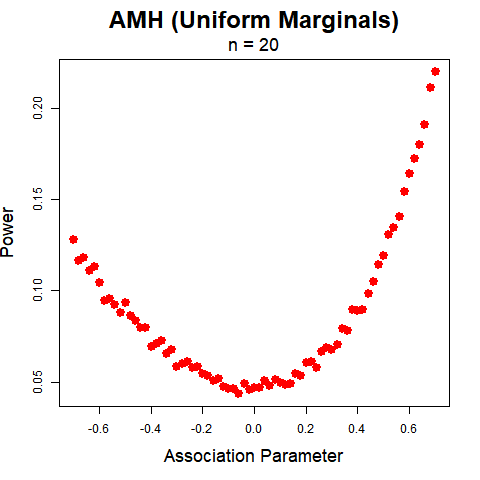 AMH (Uniform Marginals)
n = 20
Power
0.20
0.15
0.10
0.05
-0.6 -0.4 -0.2 0.0 0.2 0.4 0.6
Association Parameter